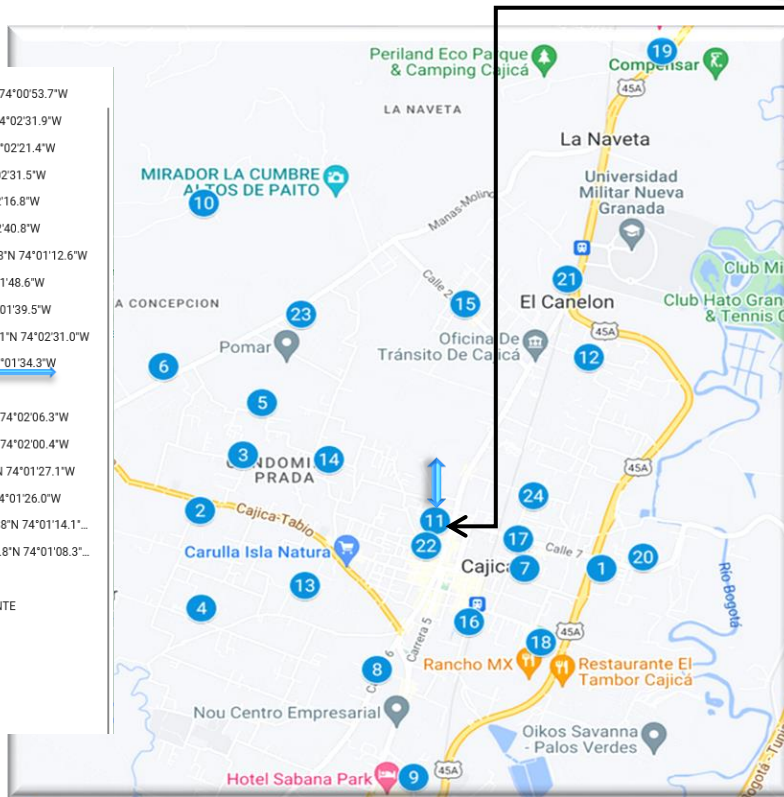 74°00'53.7"W
4°02'31.9"W
°02'21.4"W
02'31.5"W
2'16.8"W
2'40.8"W
8"N 74°01'12.6"W
1'48.6"W
01'39.5"W
1"N 74°02'31.0"W
°01'34.3"W
74°02'06.3"W
74°02'00.4"W
N 74°01'27.1"W
4°01'26.0"W
8"N 74°01'14.1"...
.8"N 74°01'08.3"...
NTE
19
Periland Eco Parque
& Camping Cajicá
Compensar
45A
LA NAVETA
La Naveta
MIRADOR LA CUMBRE
ALTOS DE PAITO
Universidad
Militar Nueva
Granada
10
Manas-Molino
Club Mi
Calle 2
21
A CONCEPCION
15
El Canelon
Club Hato Gran
& Tennis C
23
45A
Pomar
Oficina De
Tránsito De Cajicá
12
6
5
3
14
PRADA
45A
24
2
Cajica-Tabio
11
17
Carulla Isla Natura
22
Calle 7
20
Cajic
7
1
13
Río Bogotá
4
16
Carrera 5
6
45A
18
8
Rancho MX
Restaurante El
Tambor Cajicá
Nou Centro Empresarial
Oikos Savanna
- Palos Verdes
Hotel Sabana Park
9
45A